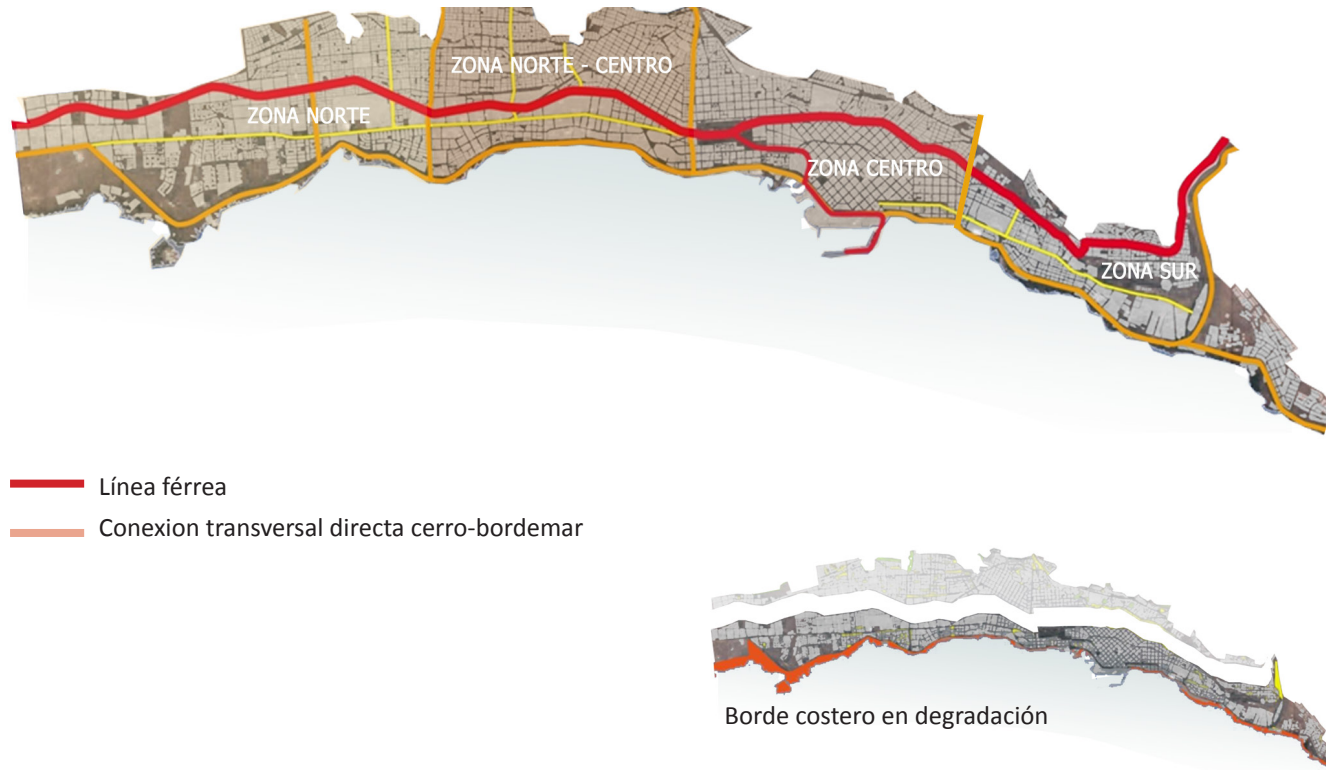 ZONA NORTE - CENTRO
ZONA NORTE
ZONA CENTRO
ZONA SUR
Línea férrea
Conexion transversal directa cerro-bordemar
Borde costero en degradación